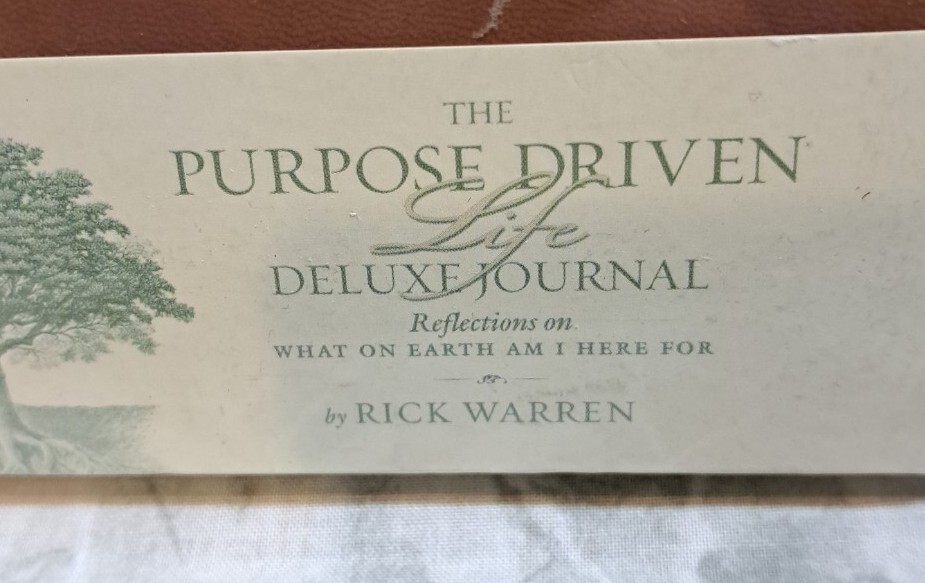 THE
PURPOSE DRIVEN
Life
DELUXE JOURNAL
Reflections on
WHAT ON EARTH AM I HERE FOR
by RICK WARREN